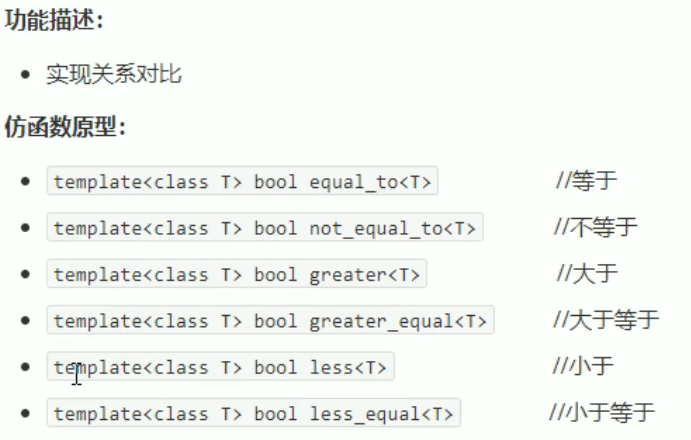 功能描述：
实现关系对比
仿函数原型：
template<class T> bool equal_to<T> //等于
template<class T> bool not_equal_to<T> //不等于
template<class T> bool greater<T> //大于
template<class T> bool greater_equal<T> //大于等于
template<class T> bool less<T> //小于
template<class T> bool less_equal<T> //小于等于